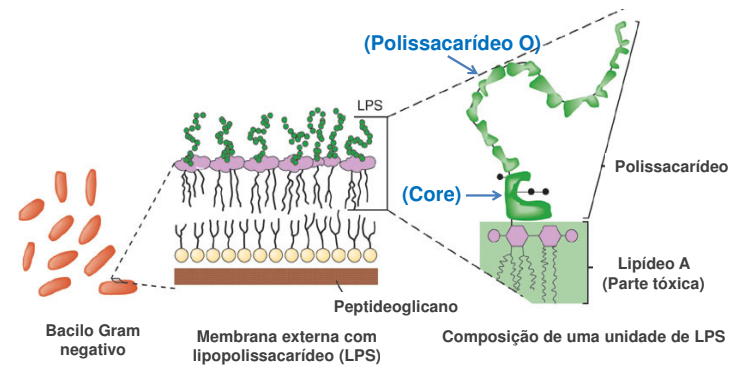 (Polissacarídeo O)
LPS
Polissacarídeo
(Core)
Lipídeo A
(Parte tóxica)
Peptideoglicano
Bacilo Gram
negativo
Membrana externa com
lipopolissacarídeo (LPS)
Composição de uma unidade de LPS